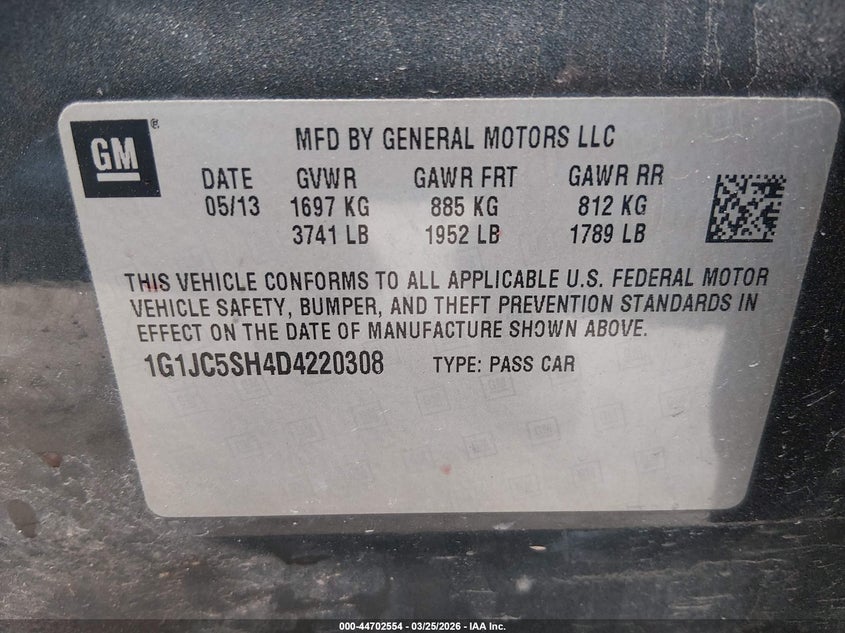 GM®
MFD BY GENERAL MOTORS LLC
DATE GVWR GAWR FRT GAWR RR
05/13 1697 KG 885 KG 812 KG
3741 LB 1952 LB 1789 LB
THIS VEHICLE CONFORMS TO ALL APPLICABLE U.S. FEDERAL MOTOR
VEHICLE SAFETY, BUMPER, AND THEFT PREVENTION STANDARDS IN
EFFECT ON THE DATE OF MANUFACTURE SHOWN ABOVE.
1G1JC5SH4D4220308 TYPE: PASS CAR
000-44702554 - 03/25/2026 - IAA Inc.